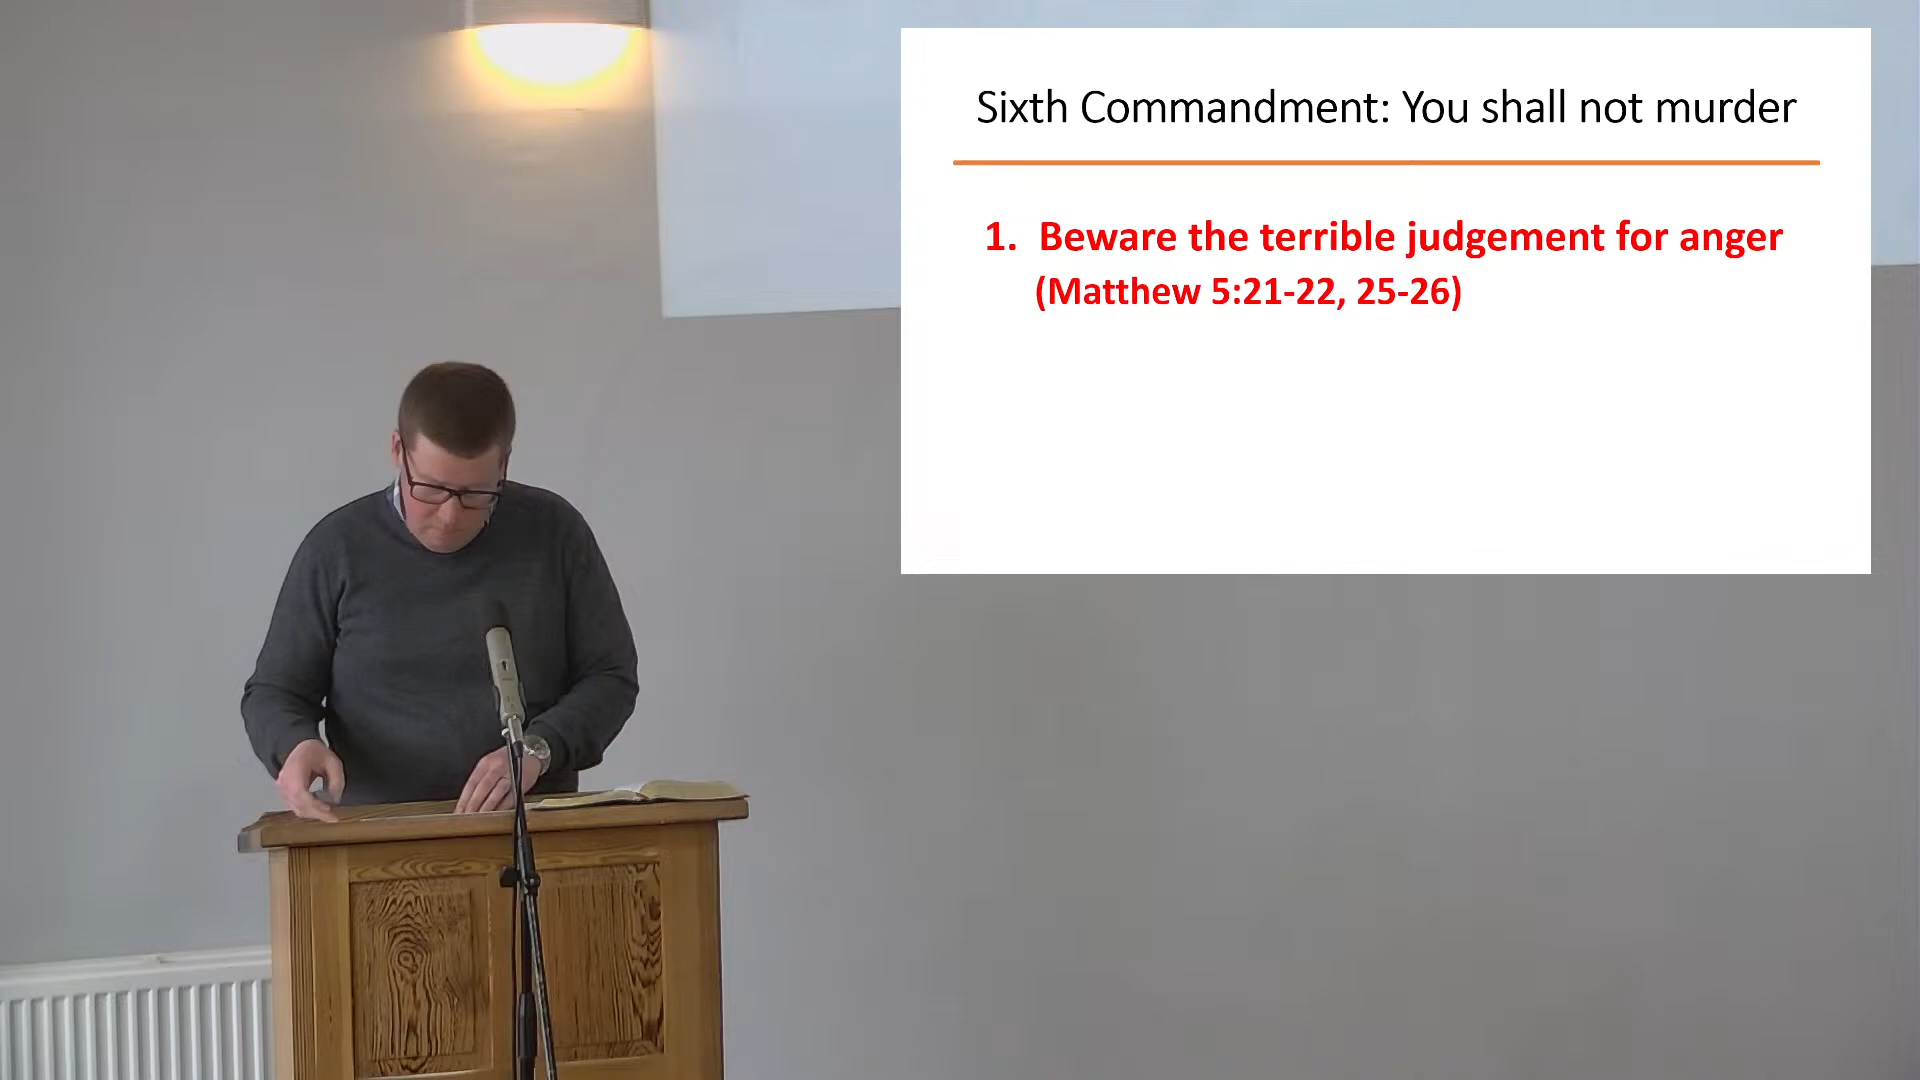 Sixth Commandment: You shall not murder
1. Beware the terrible judgement for anger
(Matthew 5:21-22, 25-26)